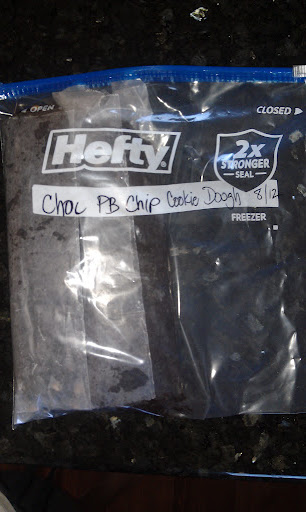 OPEN
CLOSED
Hefty
2x
STRONGER
SEAL
Choc PB Chip Cookie Dough 8/12
FREEZER